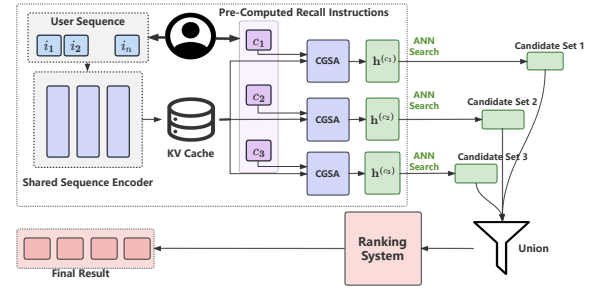 Pre-Computed Recall Instructions
User Sequence
i₁ i₂ iₙ
c₁
CGSA
h^(c₁)
ANN
Search
Candidate Set 1
c₂
CGSA
h^(c₂)
ANN
Search
Candidate Set 2
KV Cache
c₃
CGSA
h^(c₃)
ANN
Search
Candidate Set 3
Shared Sequence Encoder
Union
Ranking
System
Final Result